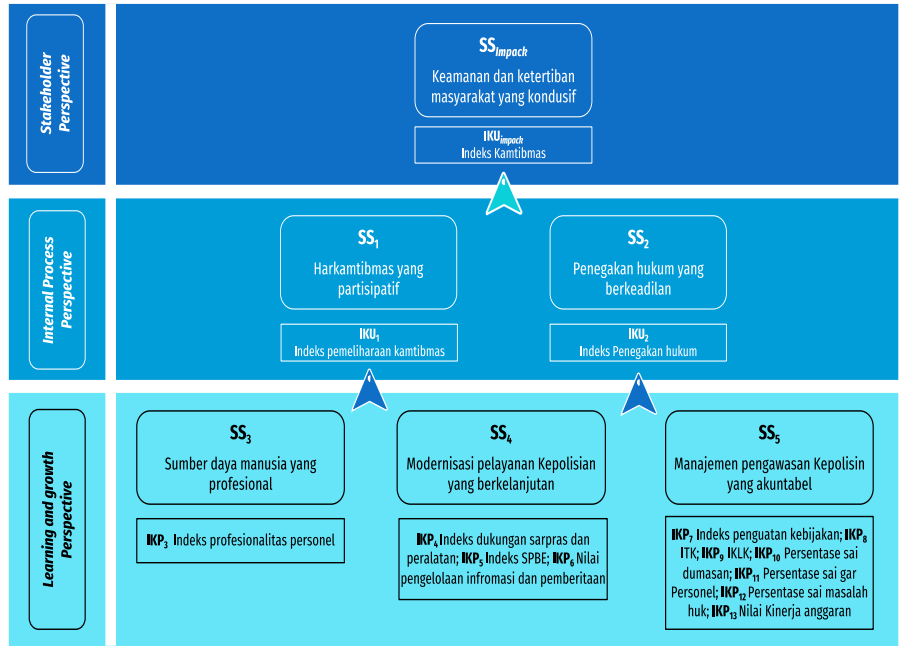 Stakeholder
Perspective
SS impack
Keamanan dan ketertiban
masyarakat yang kondusif
IKU impack
Indeks Kamtibmas
Internal Process
Perspective
SS₁
Harkamtibmas yang
partisipatif
IKU₁
Indeks pemeliharaan kamtibmas
SS₂
Penegakan hukum yang
berkeadilan
IKU₂
Indeks Penegakan hukum
Learning and growth
Perspective
SS₃
Sumber daya manusia yang
profesional
IKP₃ Indeks profesionalitas personel
SS₄
Modernisasi pelayanan Kepolisian
yang berkelanjutan
IKP₄ Indeks dukungan sarpras dan
peralatan; IKP₅ Indeks SPBE; IKP₆ Nilai
pengelolaan infromasi dan pemberitaan
SS₅
Manajemen pengawasan Kepolisin
yang akuntabel
IKP₇ Indeks penguatan kebijakan; IKP₈
ITK; IKP₉ IKLK; IKP₁₀ Persentase sai
dumasan; IKP₁₁ Persentase sai gar
Personel; IKP₁₂ Persentase sai masalah
huk; IKP₁₃ Nilai Kinerja anggaran